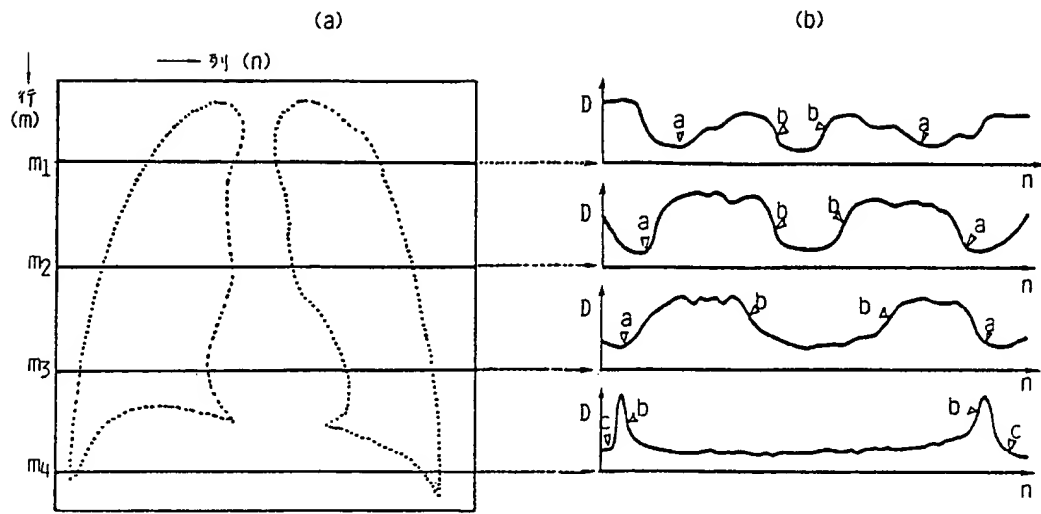 (a)
→ 列 (n)
↓
行
(m)
m1
m2
m3
m4
(b)
D a b b a n
D a b b a n
D a b b a n
D c b b c n